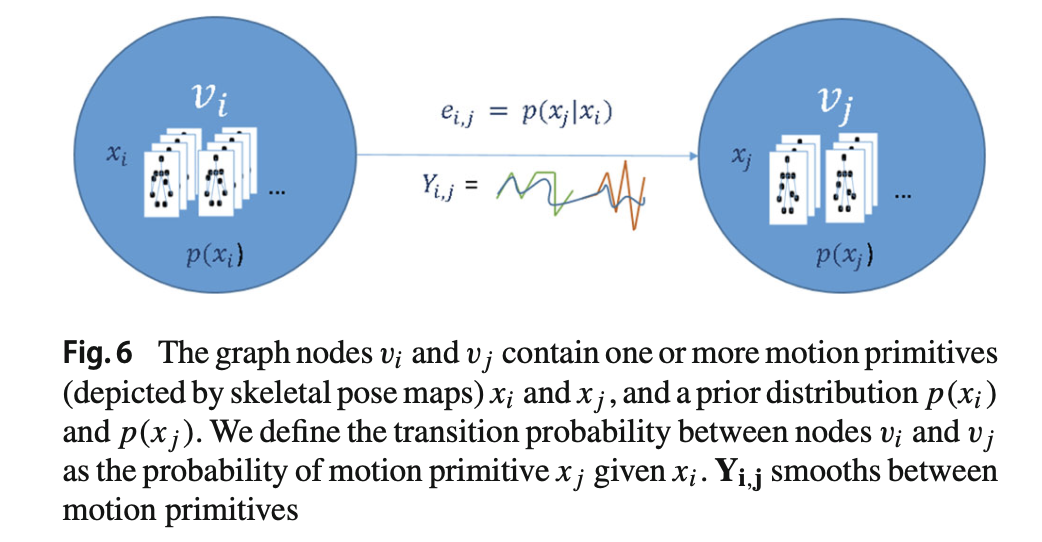 v_i
v_j
e_{i,j} = p(x_j|x_i)
x_i
x_j
Y_{i,j} =
...
...
p(x_i)
p(x_j)
Fig. 6 The graph nodes v_i and v_j contain one or more motion primitives
(depicted by skeletal pose maps) x_i and x_j, and a prior distribution p(x_i)
and p(x_j). We define the transition probability between nodes v_i and v_j
as the probability of motion primitive x_j given x_i. Y_{i,j} smooths between
motion primitives